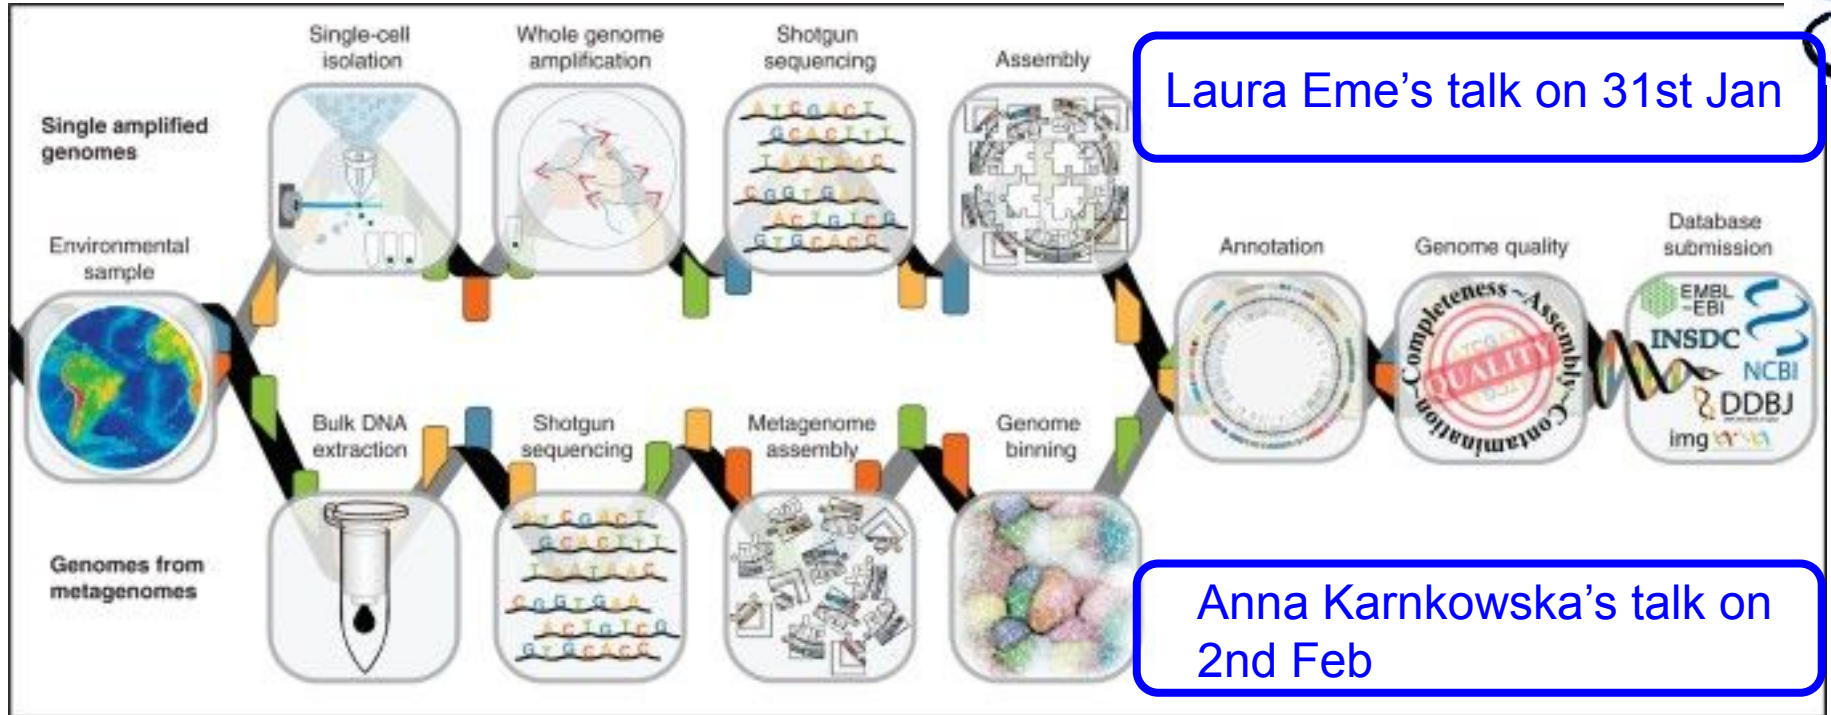 Single-cell
isolation
Whole genome
amplification
Shotgun
sequencing
Assembly
Laura Eme's talk on 31st Jan
Single amplified
genomes
A T C G A C T
G C A C T T T
T A A T A A C
C G G T G A A
A C T G T C G
G T G C A C C
Environmental
sample
Annotation
Genome quality
Database
submission
Completeness~Assembly~Contamination~
QUALITY
EMBL
-EBI
INSDC
NCBI
DDBJ
img
Bulk DNA
extraction
Shotgun
sequencing
Metagenome
assembly
Genome
binning
Genomes from
metagenomes
A T C G A C T
G C A C T T T
T A A T A A C
C G G T G A A
A C T G T C G
G T G C A C C
Anna Karnkowska's talk on
2nd Feb